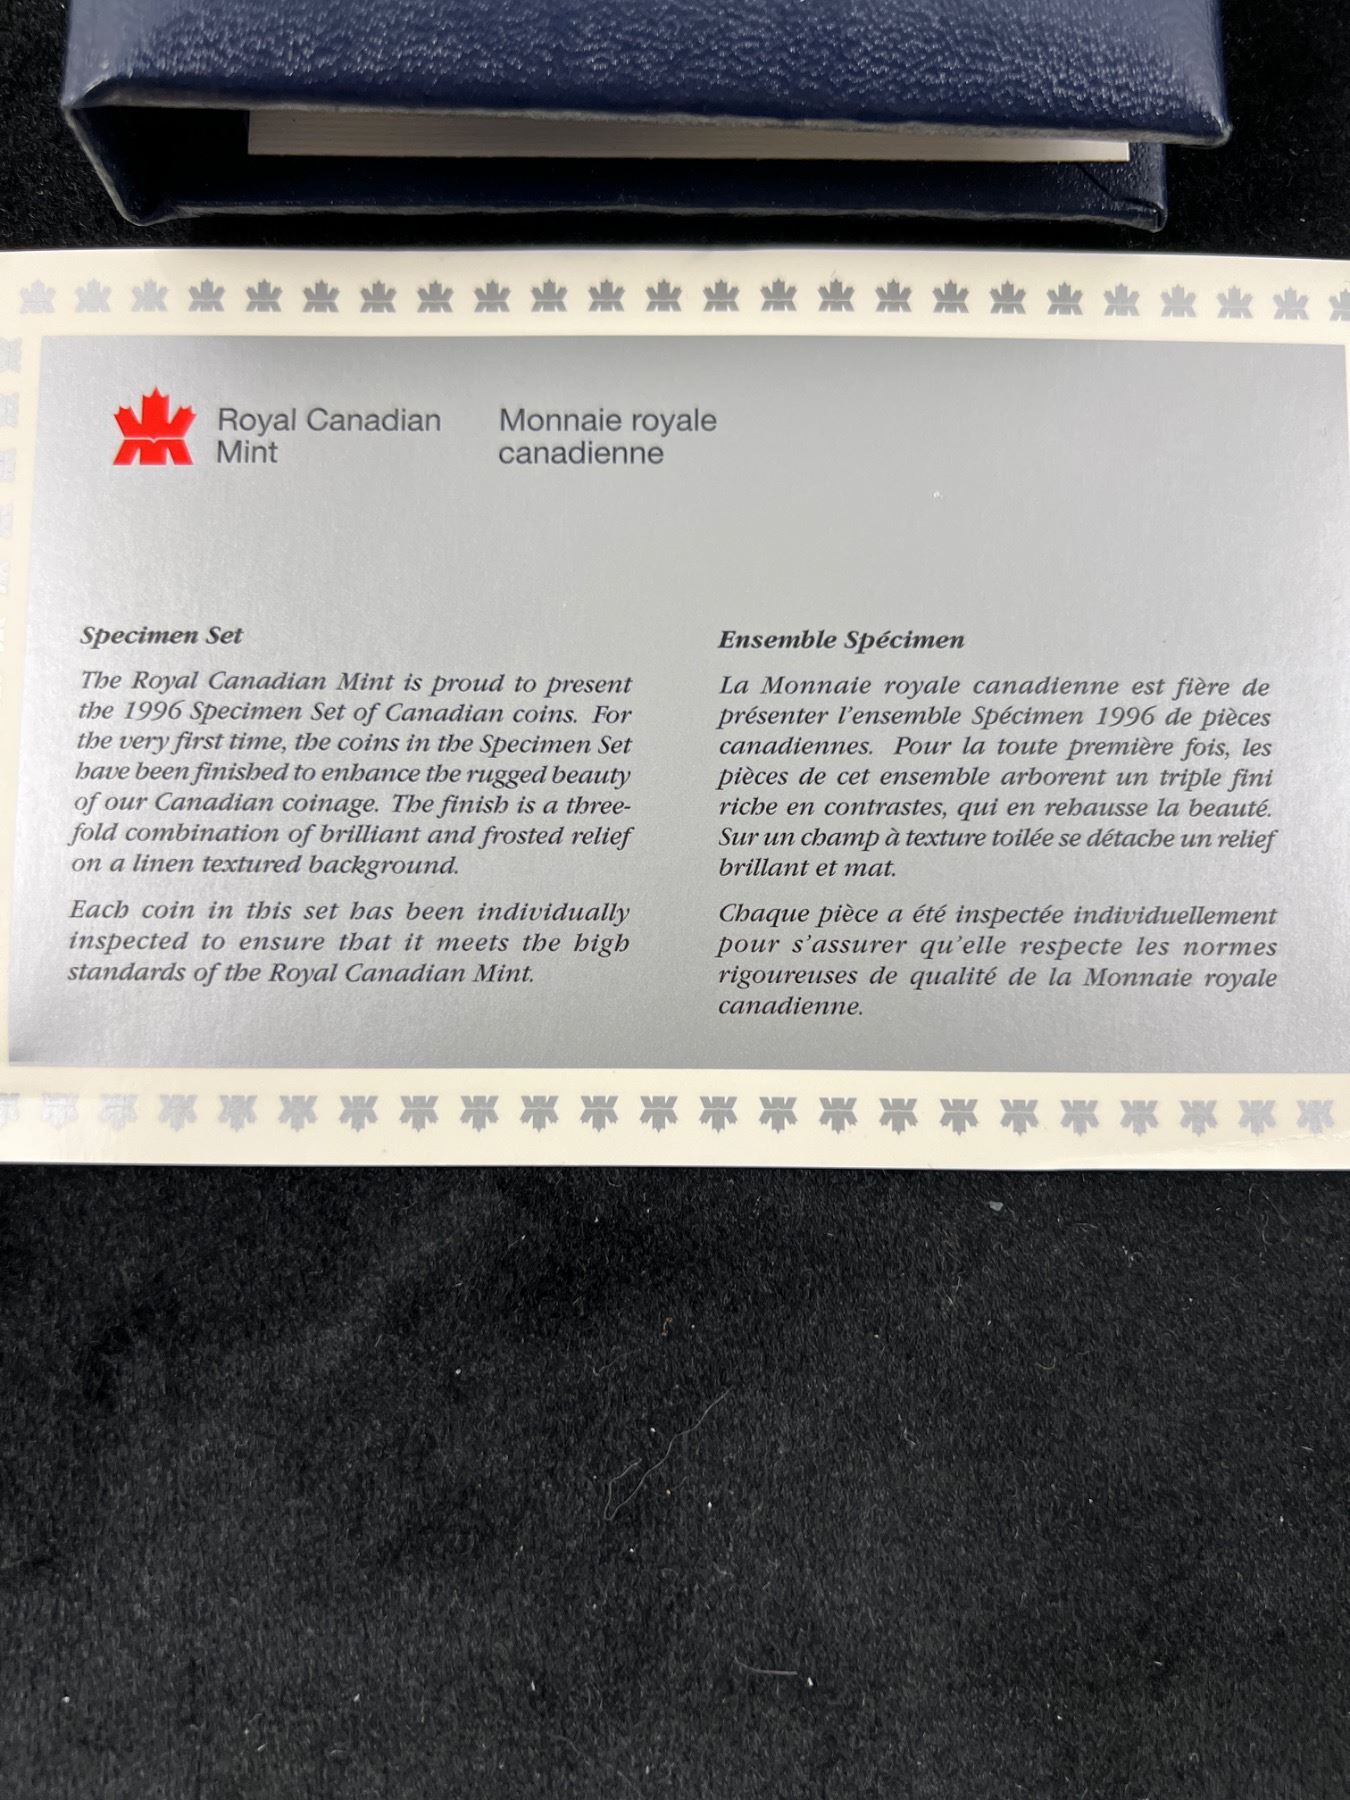 Royal Canadian
Mint
Monnaie royale
canadienne
Specimen Set
The Royal Canadian Mint is proud to present
the 1996 Specimen Set of Canadian coins. For
the very first time, the coins in the Specimen Set
have been finished to enhance the rugged beauty
of our Canadian coinage. The finish is a three-
fold combination of brilliant and frosted relief
on a linen textured background.
Each coin in this set has been individually
inspected to ensure that it meets the high
standards of the Royal Canadian Mint.
Ensemble Spécimen
La Monnaie royale canadienne est fière de
présenter l'ensemble Spécimen 1996 de pièces
canadiennes. Pour la toute première fois, les
pièces de cet ensemble arborent un triple fini
riche en contrastes, qui en rehausse la beauté.
Sur un champ à texture toilée se détache un relief
brillant et mat.
Chaque pièce a été inspectée individuellement
pour s'assurer qu'elle respecte les normes
rigoureuses de qualité de la Monnaie royale
canadienne.